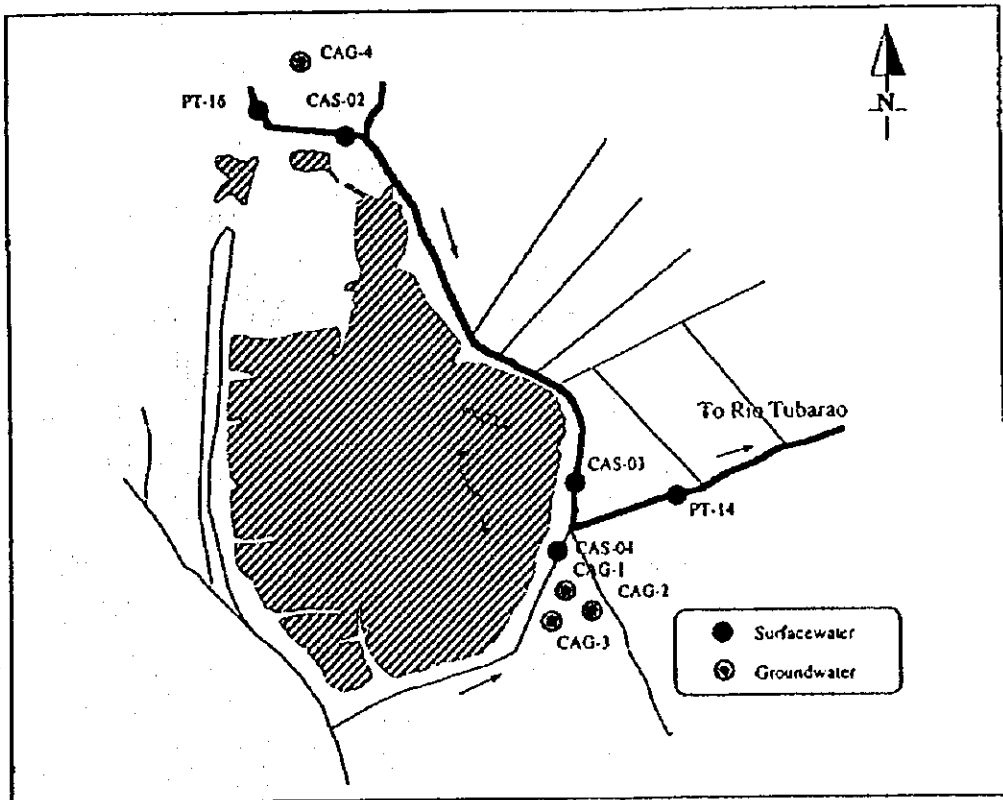 CAG-4
PT-16
CAS-02
N
To Rio Tubarao
CAS-03
PT-14
CAS-04
CAG-1
CAG-2
CAG-3
Surfacewater
Groundwater